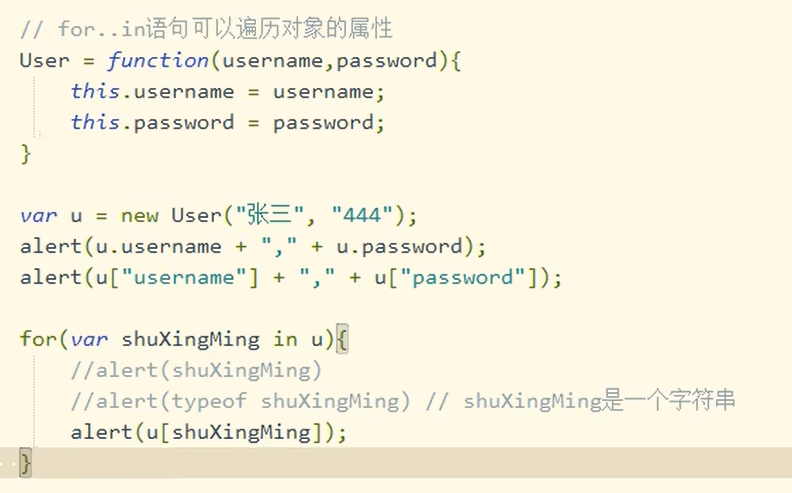 // for..in语句可以遍历对象的属性
User = function(username,password){
this.username = username;
this.password = password;
}
var u = new User("张三", "444");
alert(u.username + "," + u.password);
alert(u["username"] + "," + u["password"]);
for(var shuXingMing in u){
//alert(shuXingMing)
//alert(typeof shuXingMing) // shuXingMing是一个字符串
alert(u[shuXingMing]);
}